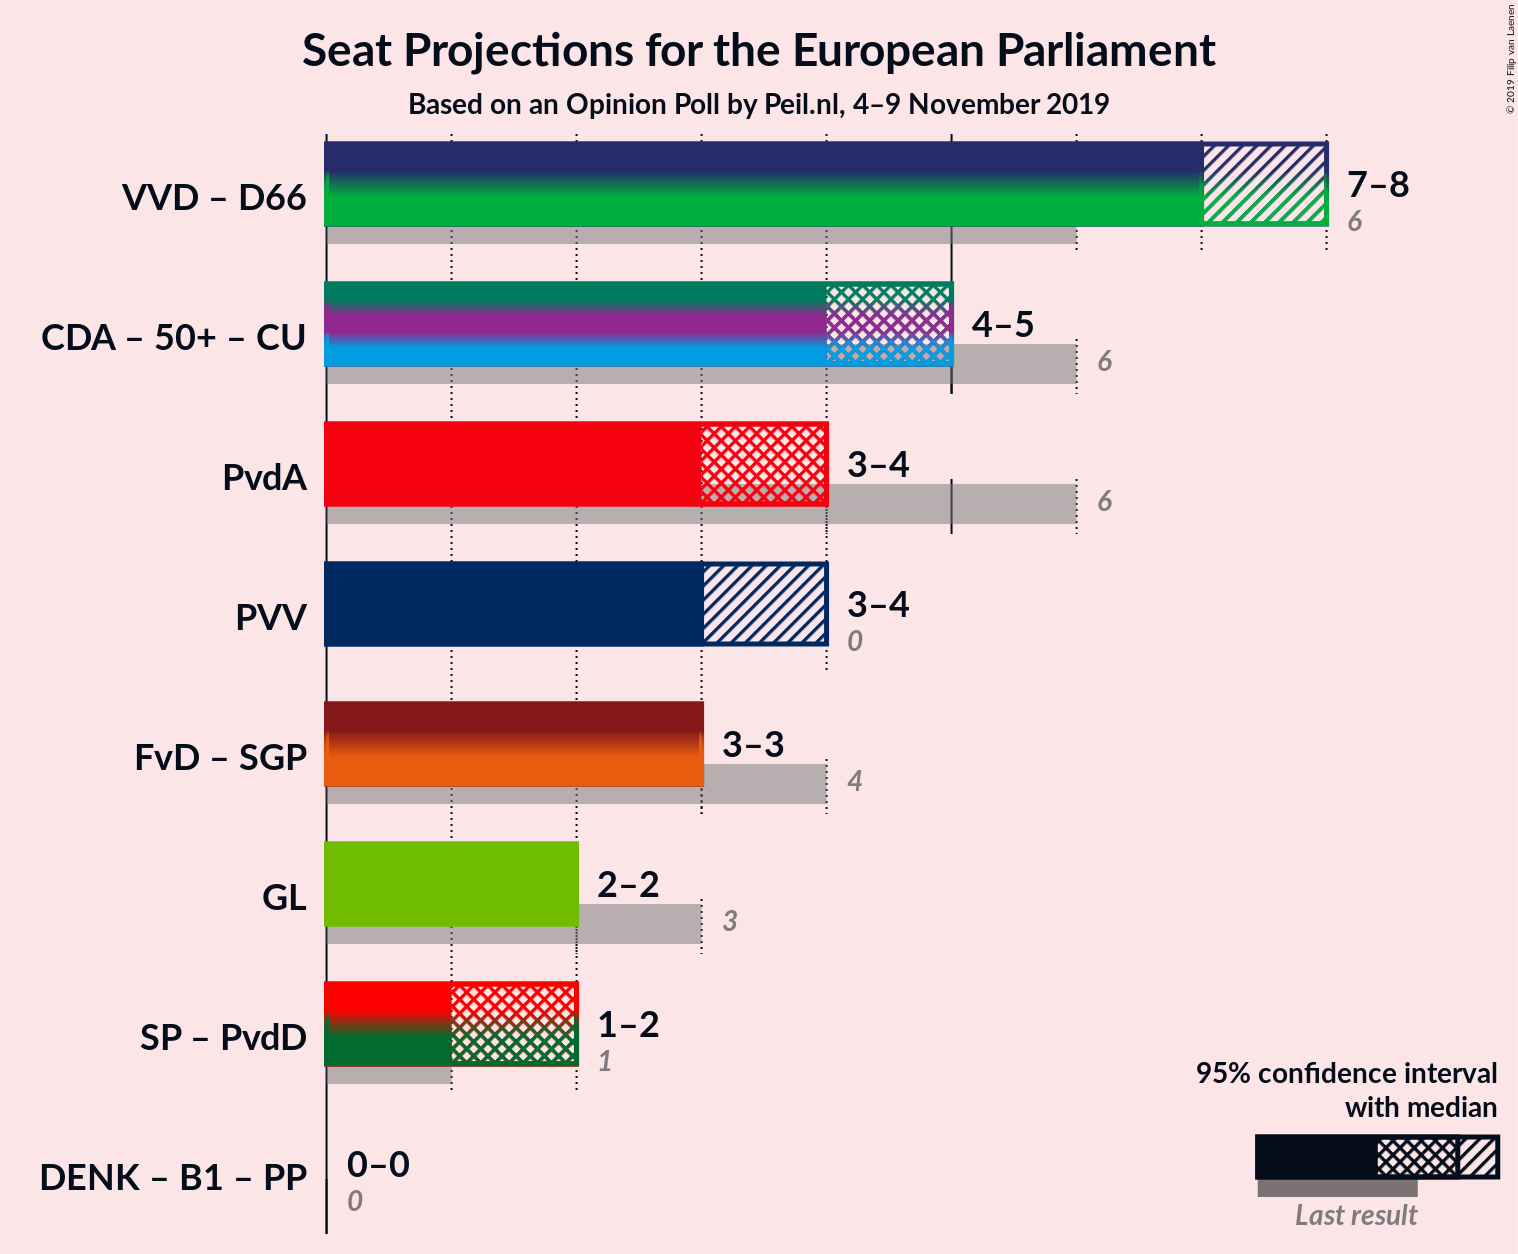 Seat Projections for the European Parliament
Based on an Opinion Poll by Peil.nl, 4–9 November 2019
© 2019 Filip van Laenen
VVD – D66
7–8
6
CDA – 50+ – CU
4–5
6
PvdA
3–4
6
PVV
3–4
0
FvD – SGP
3–3
4
GL
2–2
3
SP – PvdD
1–2
1
DENK – B1 – PP
0–0
0
95% confidence interval
with median
Last result